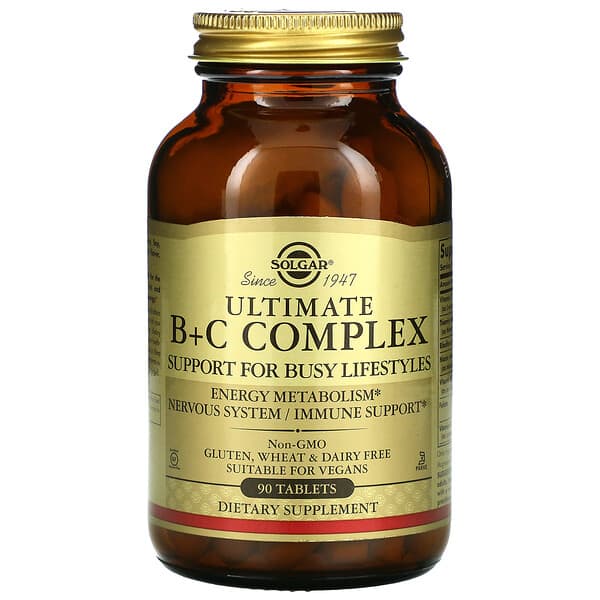 SOLGAR®
Since 1947
ULTIMATE
B+C COMPLEX
SUPPORT FOR BUSY LIFESTYLES
ENERGY METABOLISM*
NERVOUS SYSTEM / IMMUNE SUPPORT*
Non-GMO
GLUTEN, WHEAT & DAIRY FREE
SUITABLE FOR VEGANS
90 TABLETS
DIETARY SUPPLEMENT
PAREVE